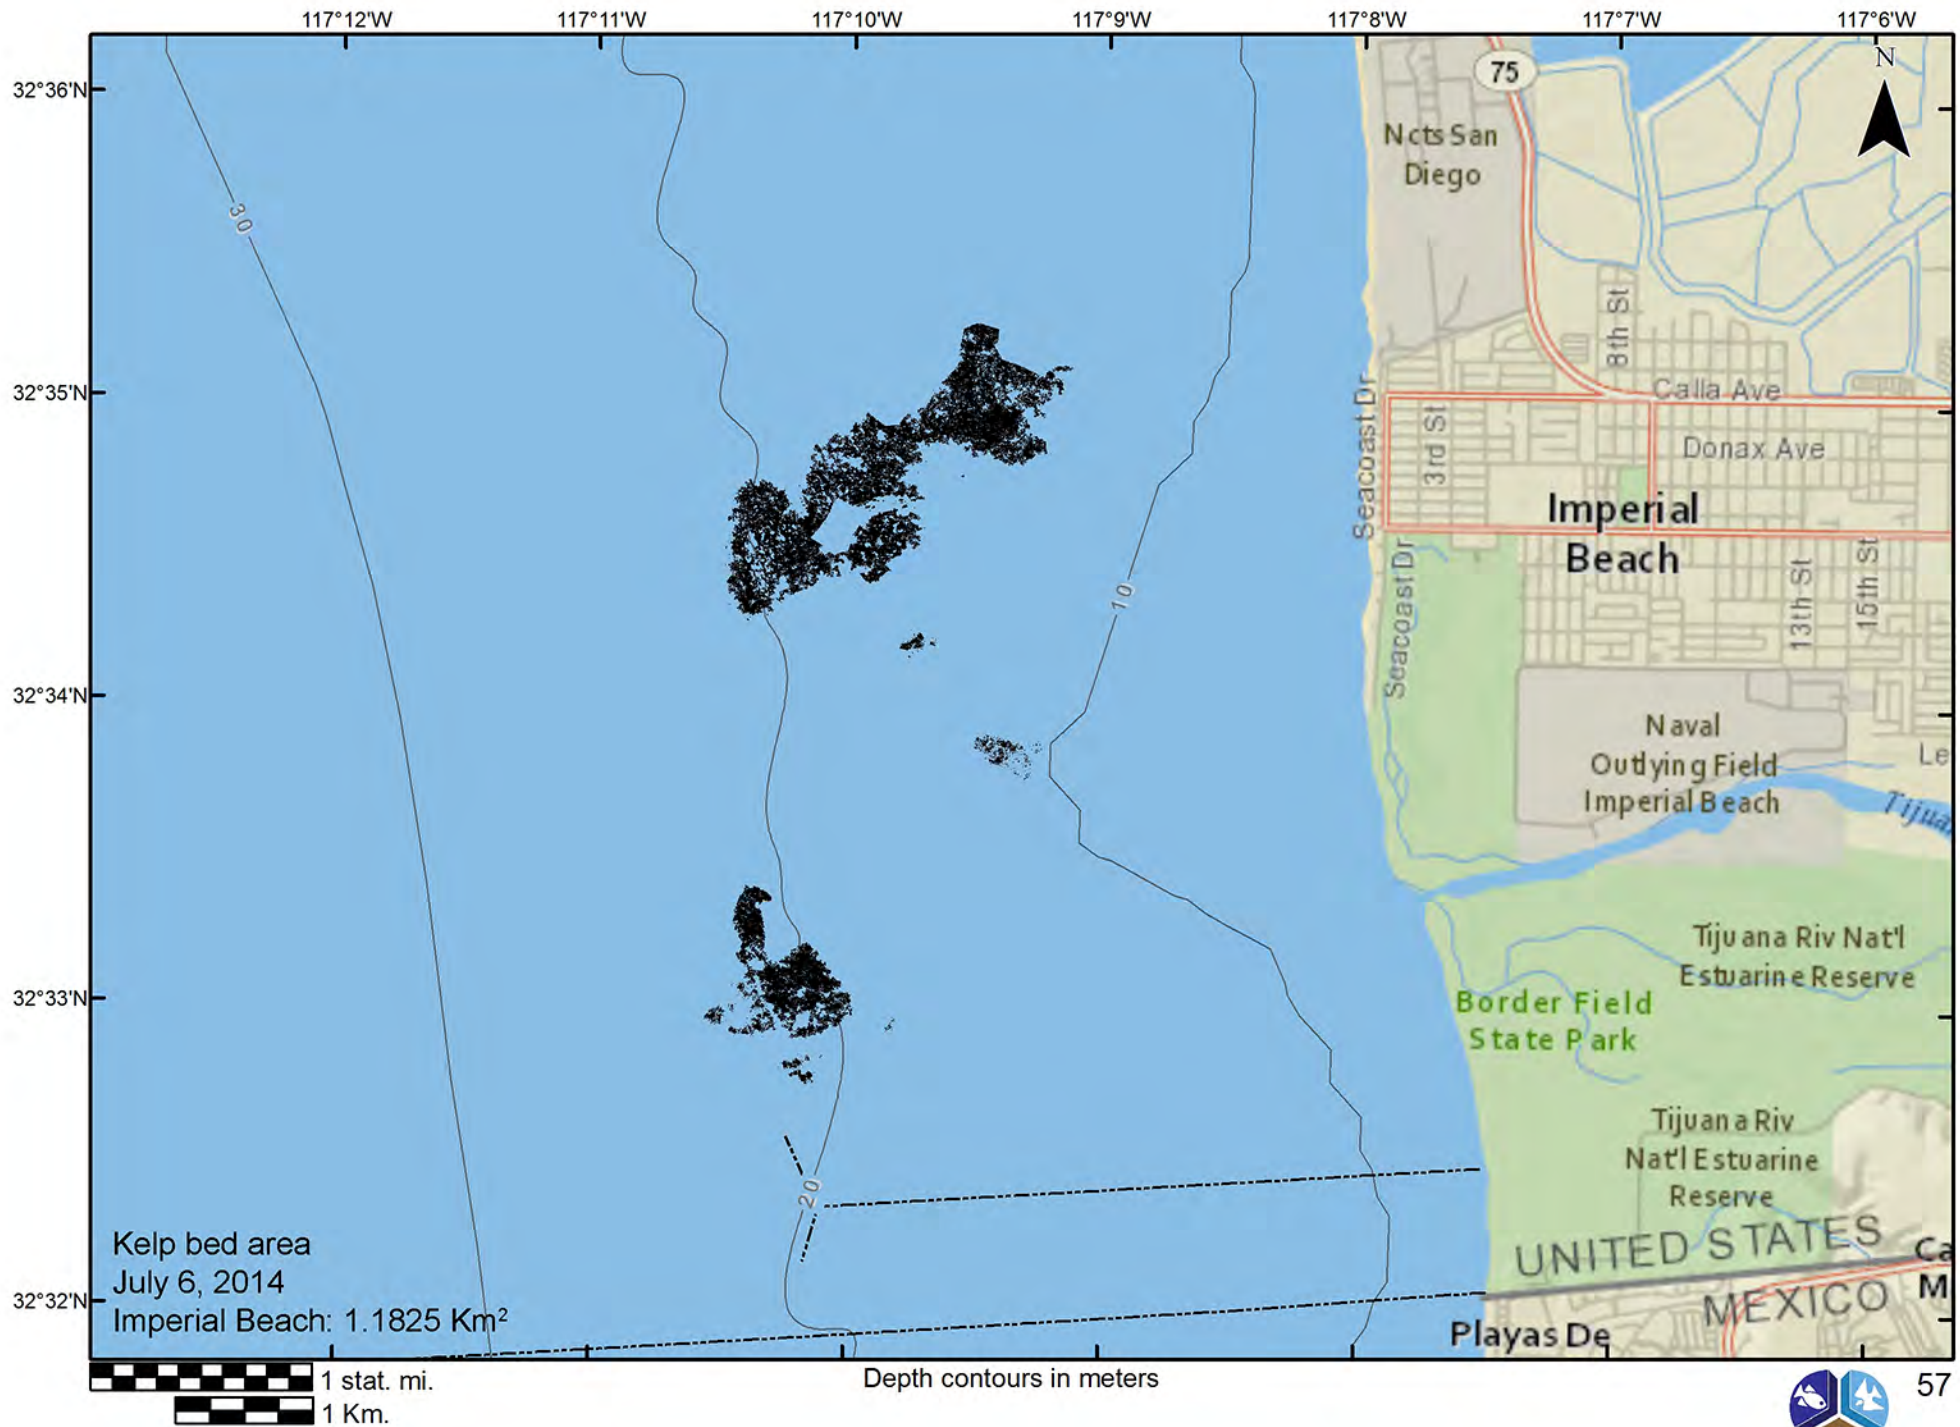 117°12'W 117°11'W 117°10'W 117°9'W 117°8'W 117°7'W 117°6'W
N
75
32°36'N
Ncts San
Diego
30
8th St
32°35'N
Calla Ave
Seacoast Dr
3rd St
Donax Ave
Imperial
Beach
Seacoast Dr
10
13th St
15th St
32°34'N
Naval
Outlying Field
Imperial Beach
Le
Tijua
Tijuana Riv Nat'l
Estuarine Reserve
32°33'N
Border Field
State Park
Tijuana Riv
Nat'l Estuarine
Reserve
20
UNITED STATES
Ca
Kelp bed area
July 6, 2014
Imperial Beach: 1.1825 Km²
32°32'N
MEXICO
M
Playas De
1 stat. mi.
1 Km.
Depth contours in meters
57